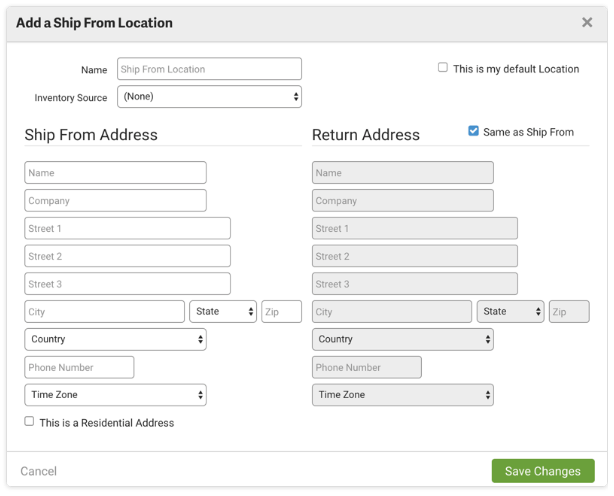 Add a Ship From Location
Name Ship From Location This is my default Location
Inventory Source (None)
Ship From Address Return Address Same as Ship From
Name Name
Company Company
Street 1 Street 1
Street 2 Street 2
Street 3 Street 3
City State Zip City State Zip
Country Country
Phone Number Phone Number
Time Zone Time Zone
This is a Residential Address
Cancel Save Changes